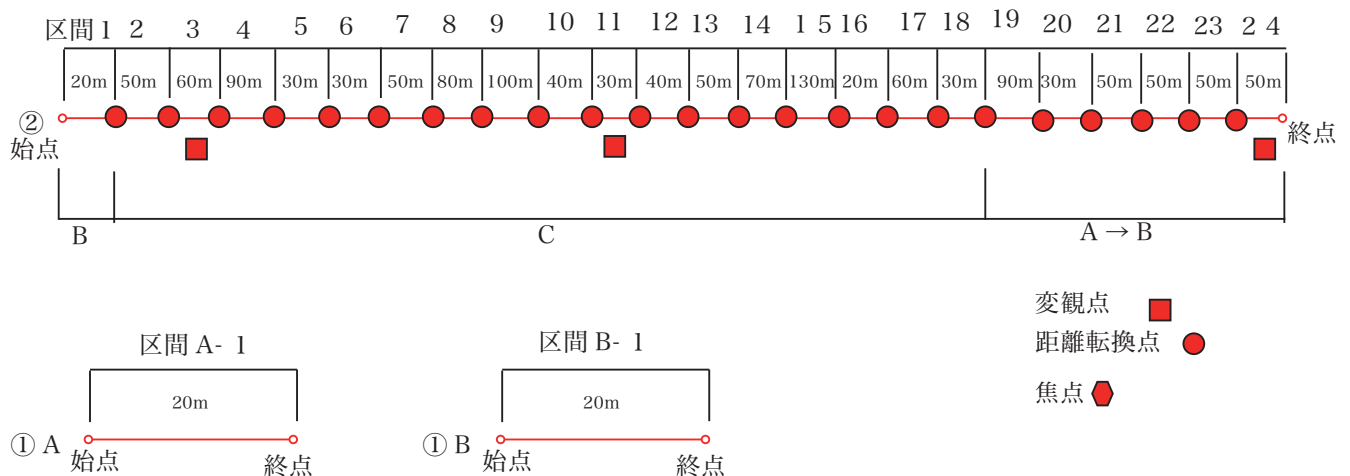 区間 1 2 3 4 5 6 7 8 9 10 11 12 13 14 1 5 16 17 18 19 20 21 22 23 2 4
20m 50m 60m 90m 30m 30m 50m 80m 100m 40m 30m 40m 50m 70m 130m 20m 60m 30m 90m 30m 50m 50m 50m 50m
②
始点
終点
B C A → B
変観点
距離転換点
焦点
区間 A- 1
20m
① A
始点 終点
区間 B- 1
20m
① B
始点 終点